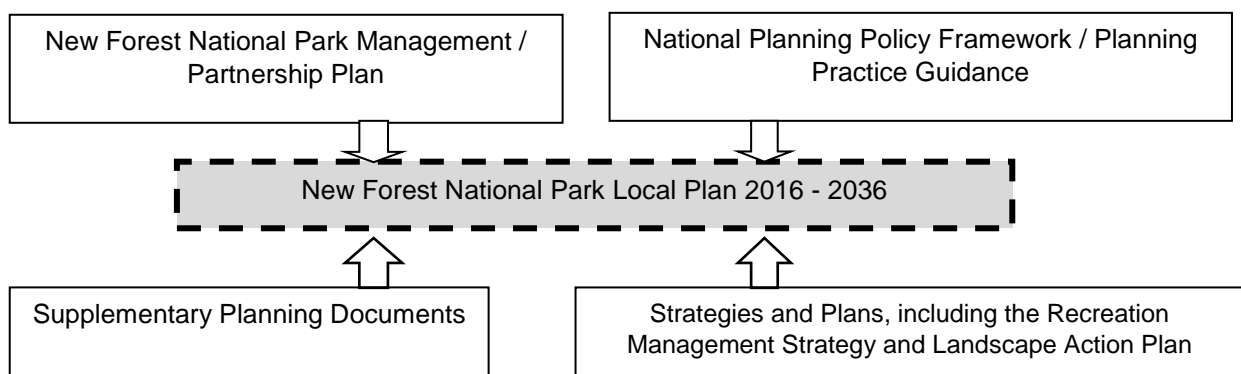 New Forest National Park Management /
Partnership Plan
National Planning Policy Framework / Planning
Practice Guidance
New Forest National Park Local Plan 2016 - 2036
Supplementary Planning Documents
Strategies and Plans, including the Recreation
Management Strategy and Landscape Action Plan